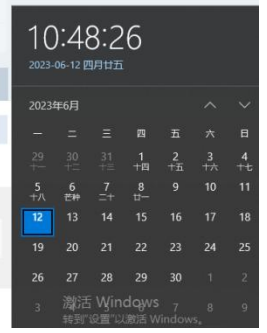 10:48:26
2023-06-12 四月廿五
2023年6月
一 二 三 四 五 六 日
29 30 31 1 2 3 4
十一 十二 十三 十四 十五 十六 十七
5 6 7 8 9 10 11
十八 芒种 二十 廿一
12 13 14 15 16 17 18
19 20 21 22 23 24 25
26 27 28 29 30 1 2
激活 Windows
3 4 5 6 7 8 9
转到"设置"以激活 Windows。